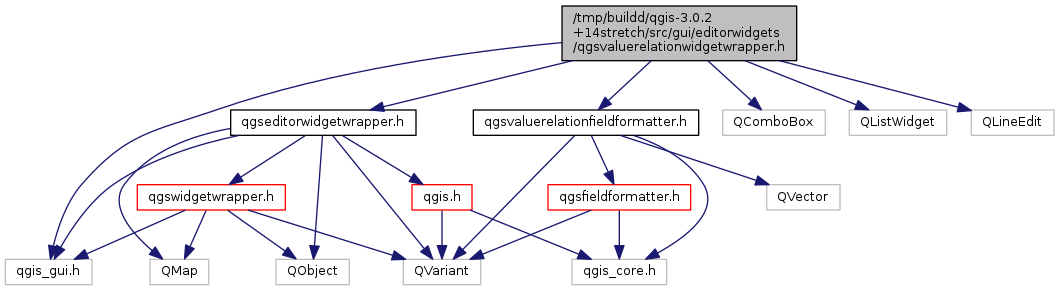 /tmp/buildd/qgis-3.0.2
+14stretch/src/gui/editorwidgets
/qgsvaluerelationwidgetwrapper.h
qgseditorwidgetwrapper.h
qgsvaluerelationfieldformatter.h
QComboBox
QListWidget
QLineEdit
qgswidgetwrapper.h
qgis.h
qgsfieldformatter.h
QVector
qgis_gui.h
QMap
QObject
QVariant
qgis_core.h